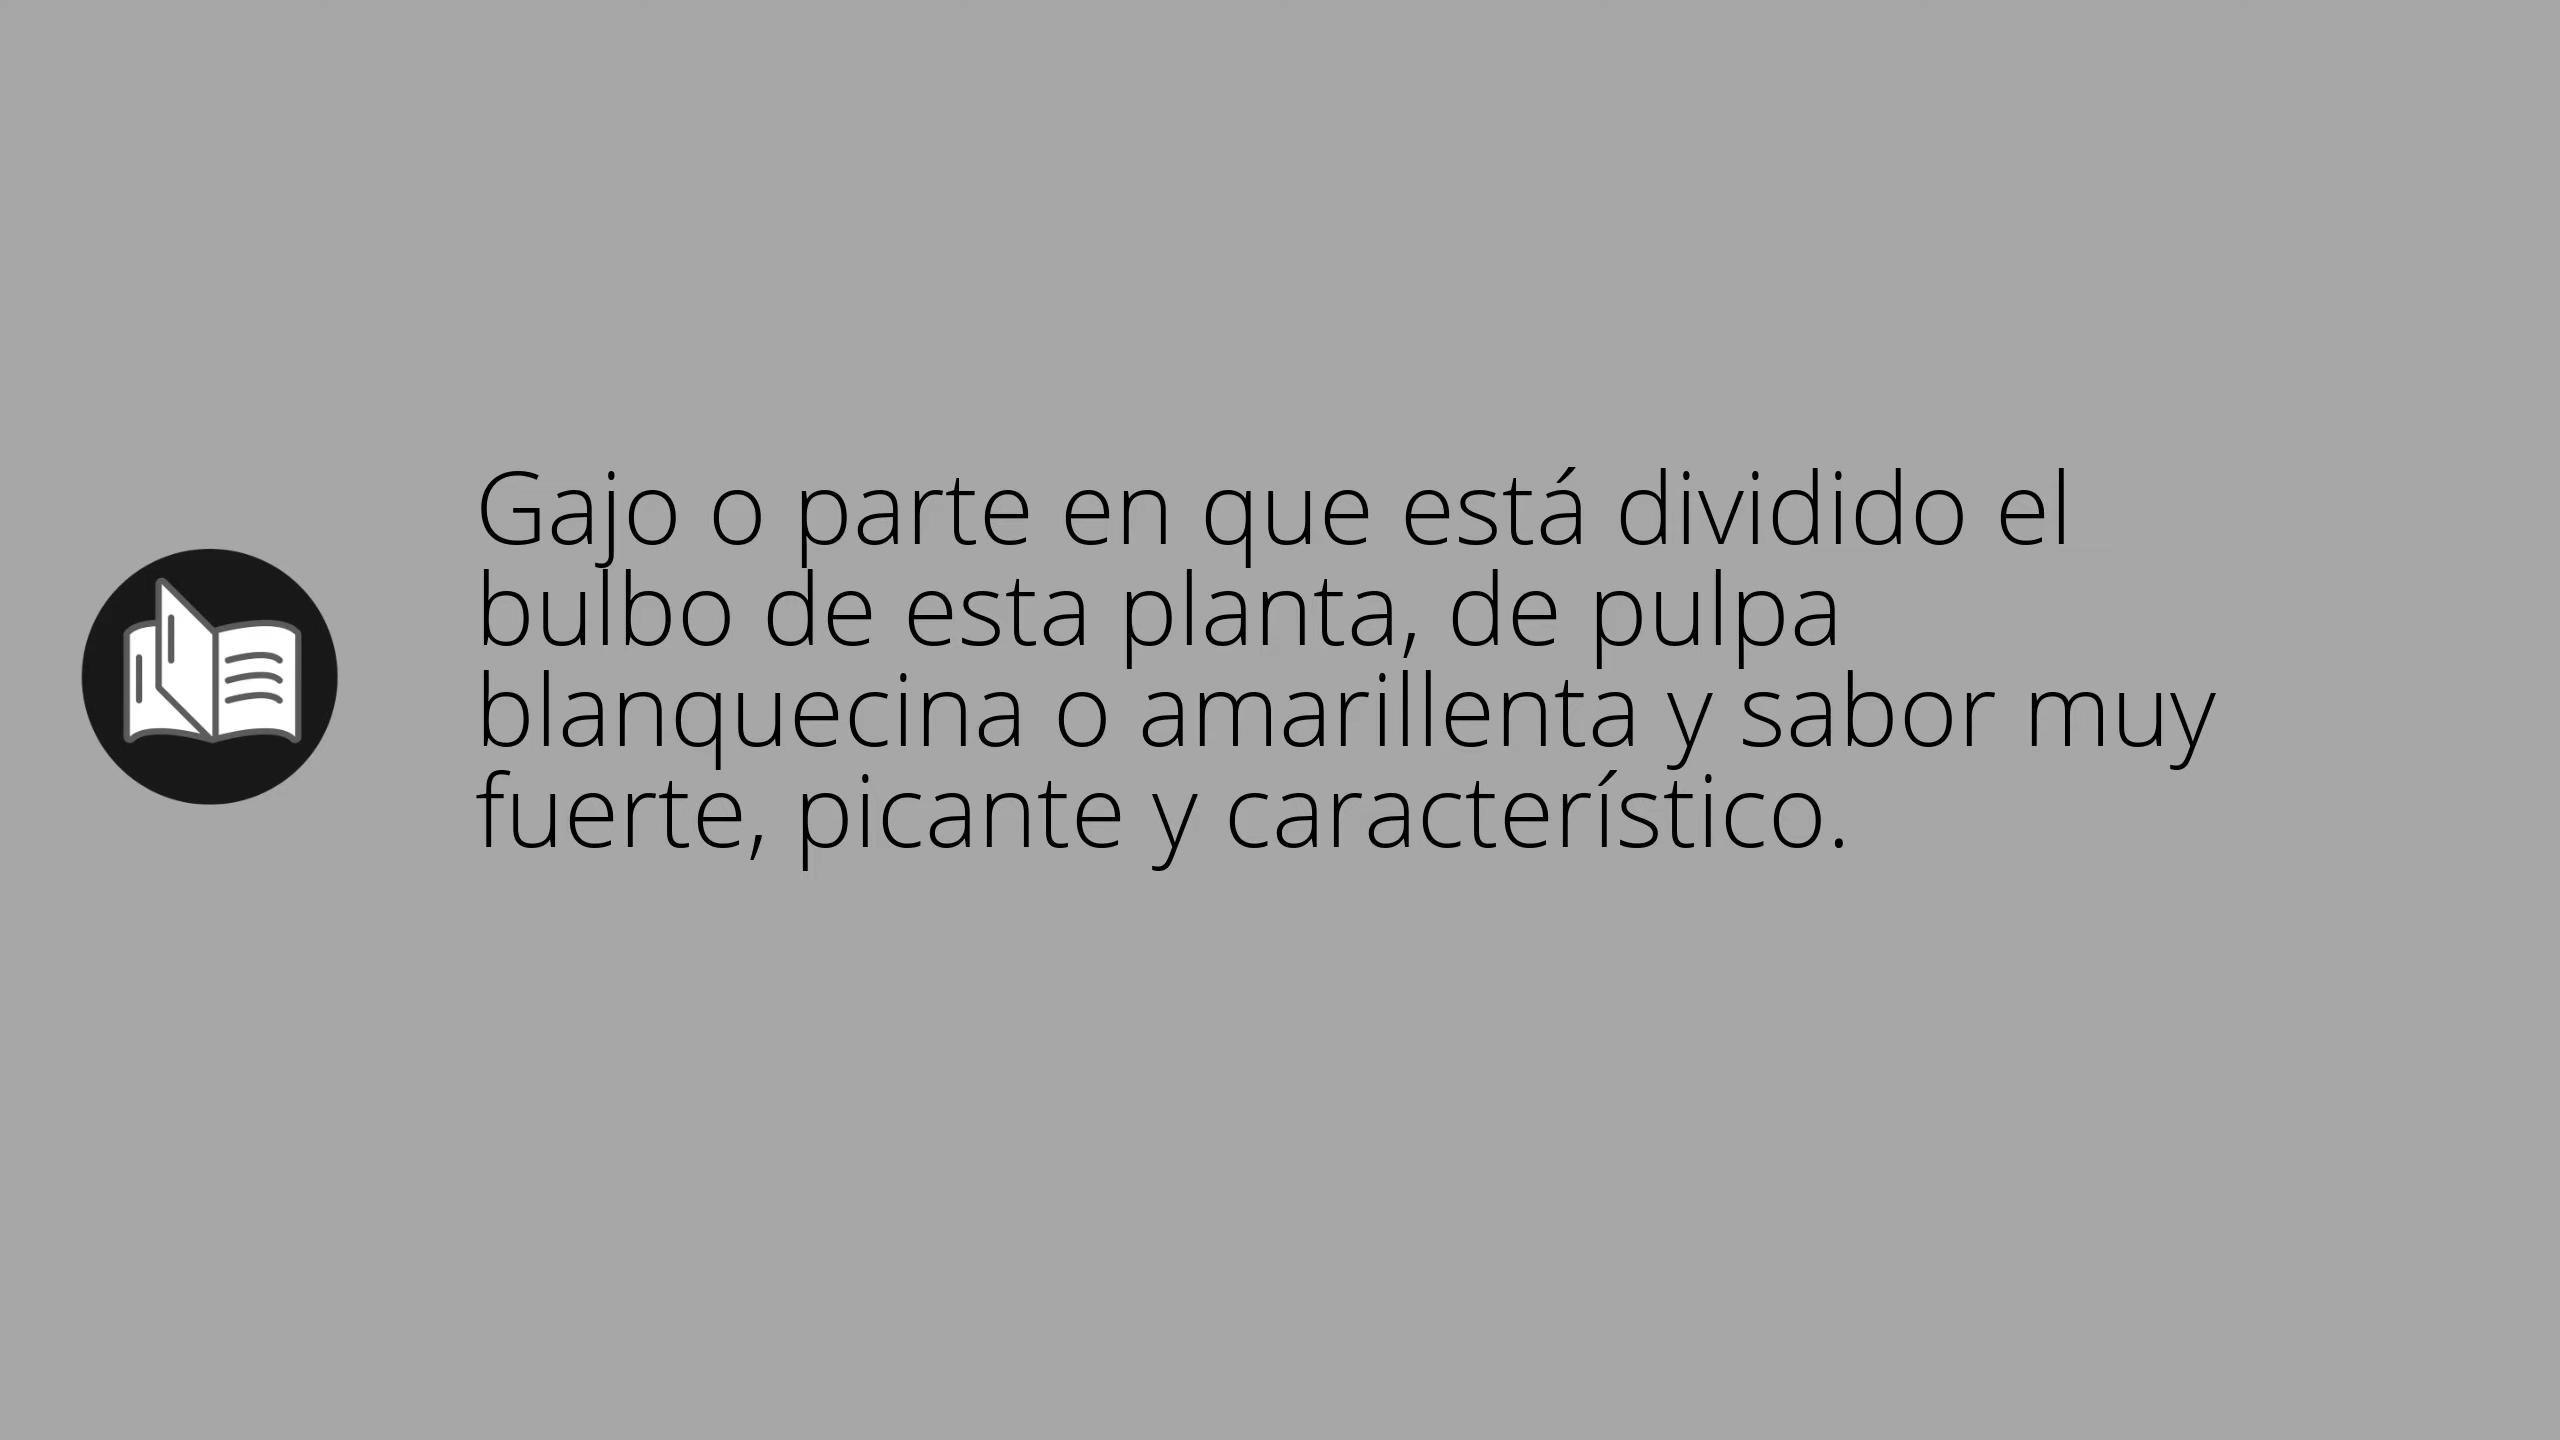 Gajo o parte en que está dividido el
bulbo de esta planta, de pulpa
blanquecina o amarillenta y sabor muy
fuerte, picante y característico.